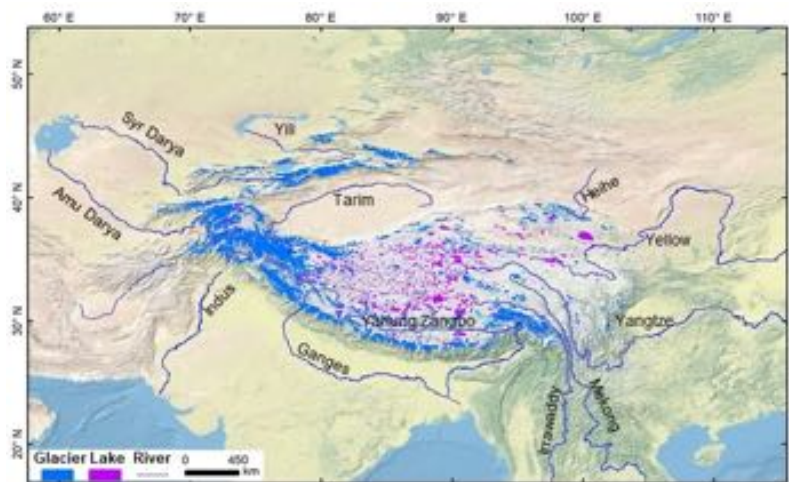 60° E 70° E 80° E 90° E 100° E 110° E
50° N
40° N
30° N
20° N
Syr Darya
Yili
Amu Darya
Tarim
Heihe
Yellow
Indus
Yarlung Zangbo
Yangtze
Ganges
Irrawaddy
Mekong
Glacier Lake River 0 450
km